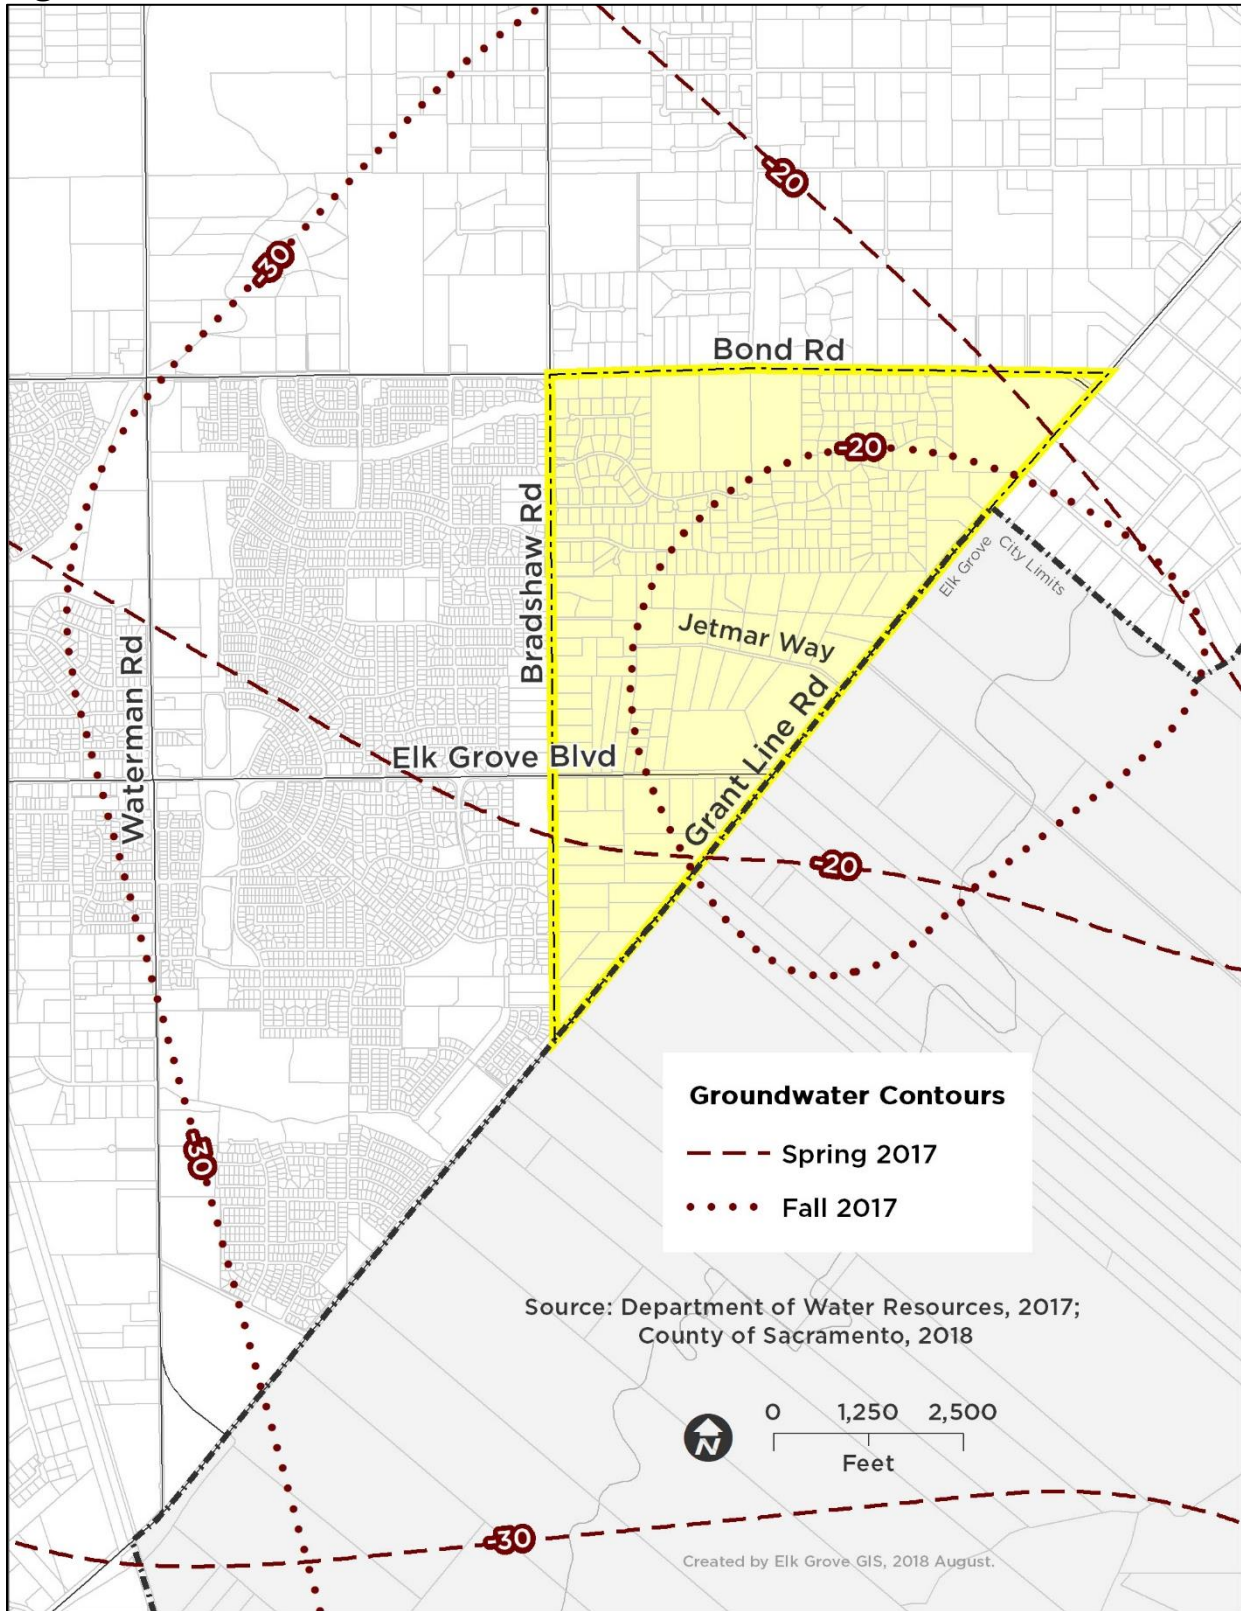 -20
-30
Bond Rd
-20
Bradshaw Rd
Elk Grove
City Limits
Jetmar Way
Waterman Rd
Grant Line Rd
Elk Grove Blvd
-20
Groundwater Contours
Spring 2017
Fall 2017
-30
Source: Department of Water Resources, 2017;
County of Sacramento, 2018
N
0 1,250 2,500
Feet
-30
Created by Elk Grove GIS, 2018 August.